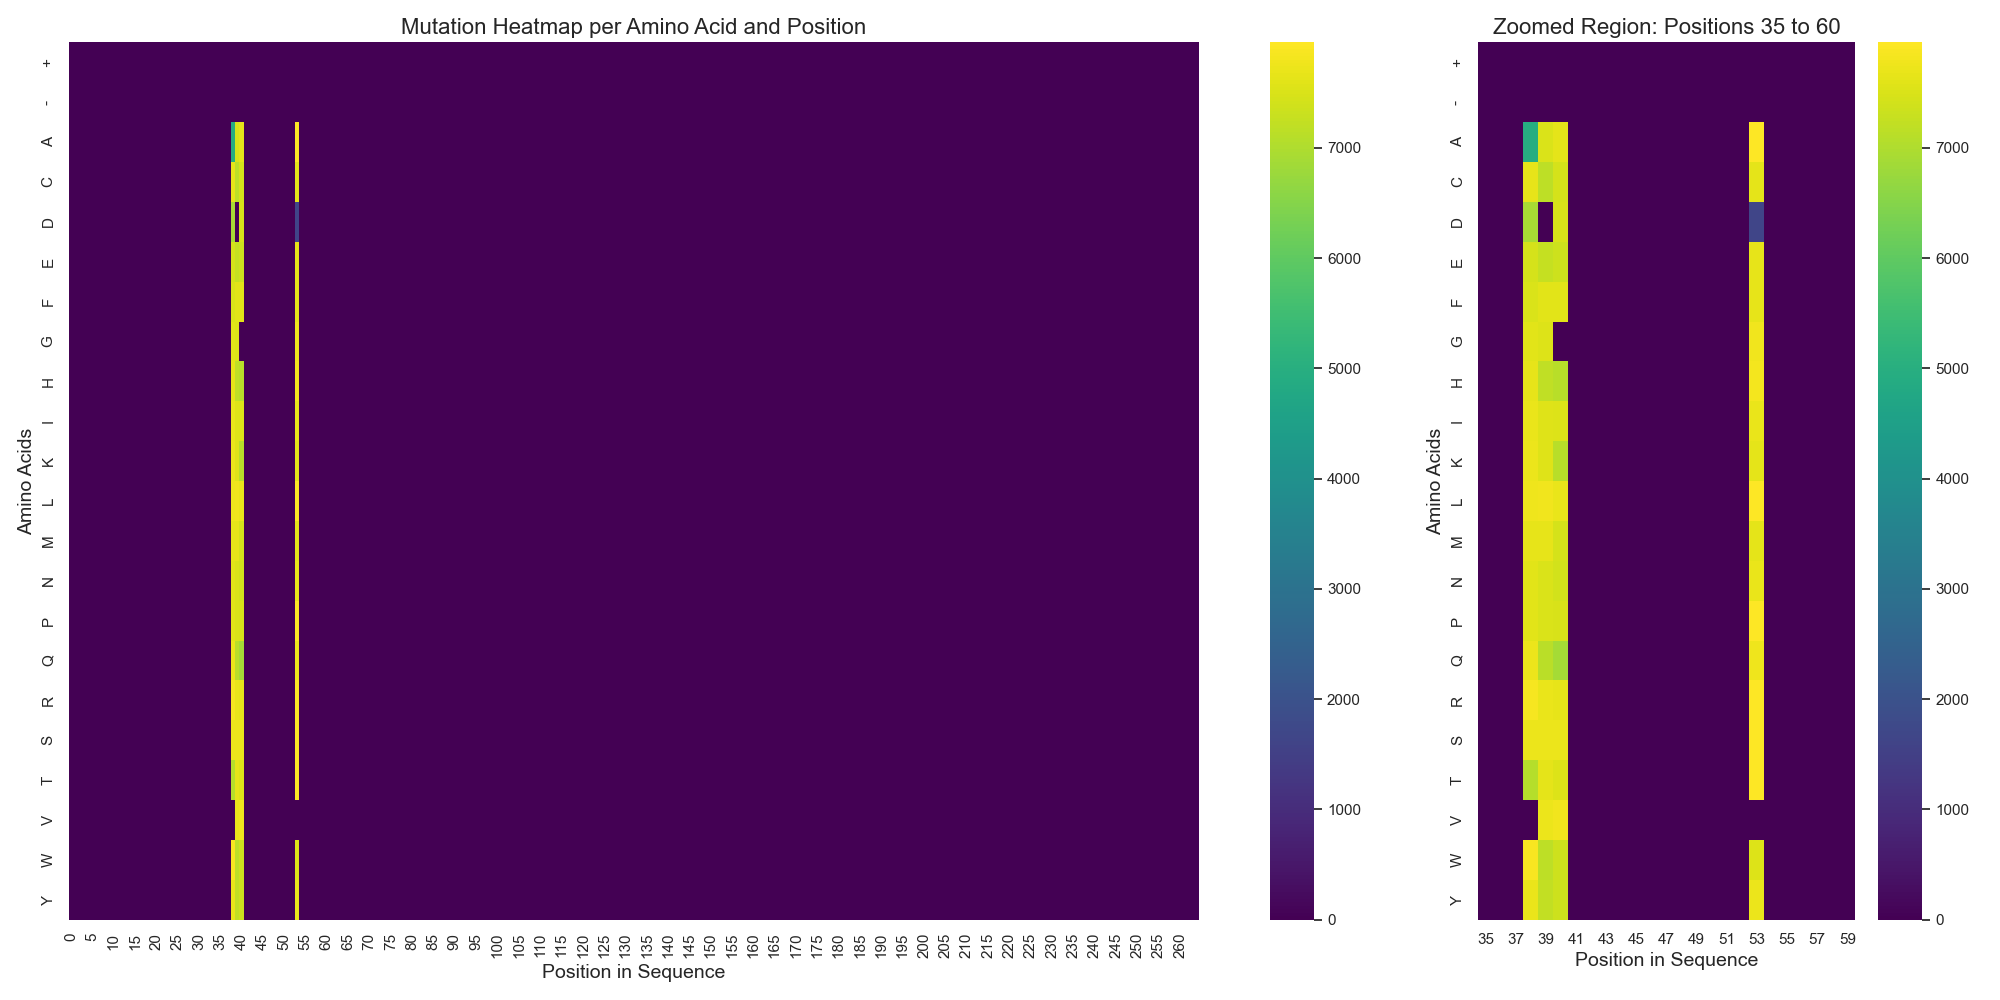 Mutation Heatmap per Amino Acid and Position
Amino Acids
+
-
A
C
D
E
F
G
H
I
K
L
M
N
P
Q
R
S
T
V
W
Y
0 5 10 15 20 25 30 35 40 45 50 55 60 65 70 75 80 85 90 95 100 105 110 115 120 125 130 135 140 145 150 155 160 165 170 175 180 185 190 195 200 205 210 215 220 225 230 235 240 245 250 255 260
Position in Sequence
7000
6000
5000
4000
3000
2000
1000
0
Zoomed Region: Positions 35 to 60
Amino Acids
+
-
A
C
D
E
F
G
H
I
K
L
M
N
P
Q
R
S
T
V
W
Y
35 37 39 41 43 45 47 49 51 53 55 57 59
Position in Sequence
7000
6000
5000
4000
3000
2000
1000
0